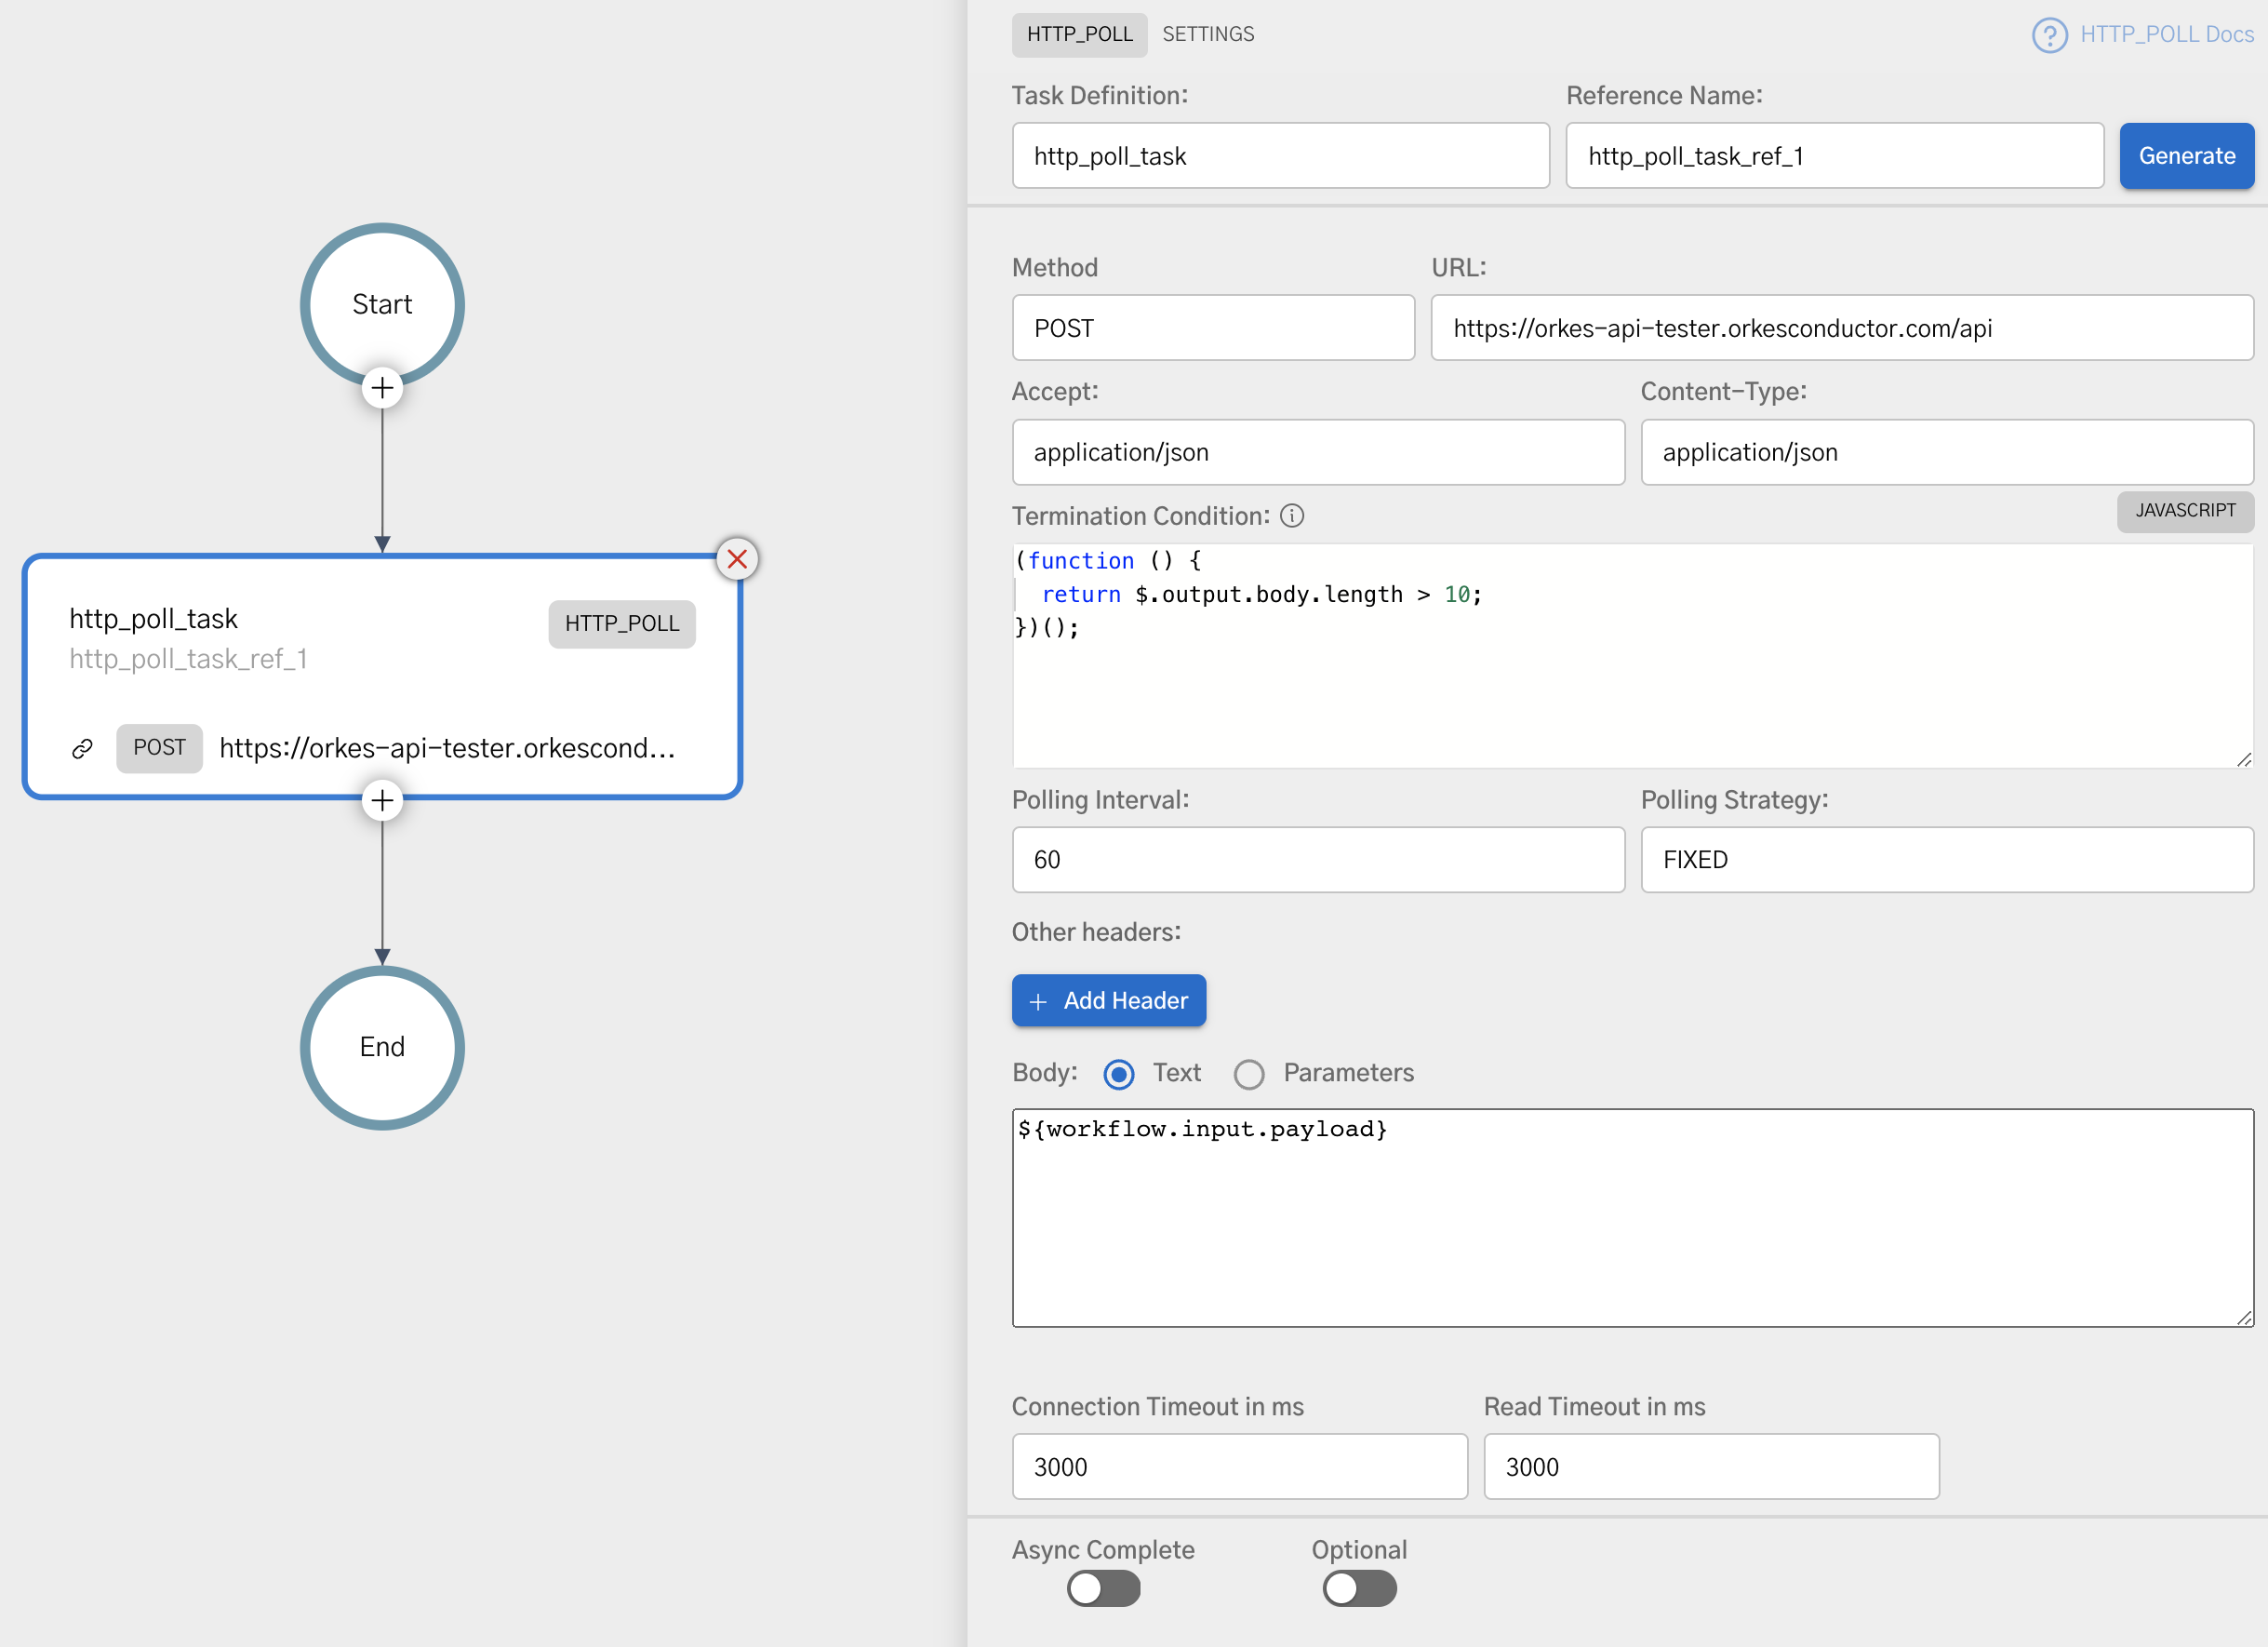 Start
http_poll_task
HTTP_POLL
http_poll_task_ref_1
POST
https://orkes-api-tester.orkescond...
End
HTTP_POLL
SETTINGS
HTTP_POLL Docs
Task Definition:
Reference Name:
http_poll_task
http_poll_task_ref_1
Generate
Method
URL:
POST
https://orkes-api-tester.orkesconductor.com/api
Accept:
Content-Type:
application/json
application/json
Termination Condition:
JAVASCRIPT
(function () {
return $.output.body.length > 10;
})();
Polling Interval:
Polling Strategy:
60
FIXED
Other headers:
+ Add Header
Body:
Text
Parameters
${workflow.input.payload}
Connection Timeout in ms
Read Timeout in ms
3000
3000
Async Complete
Optional